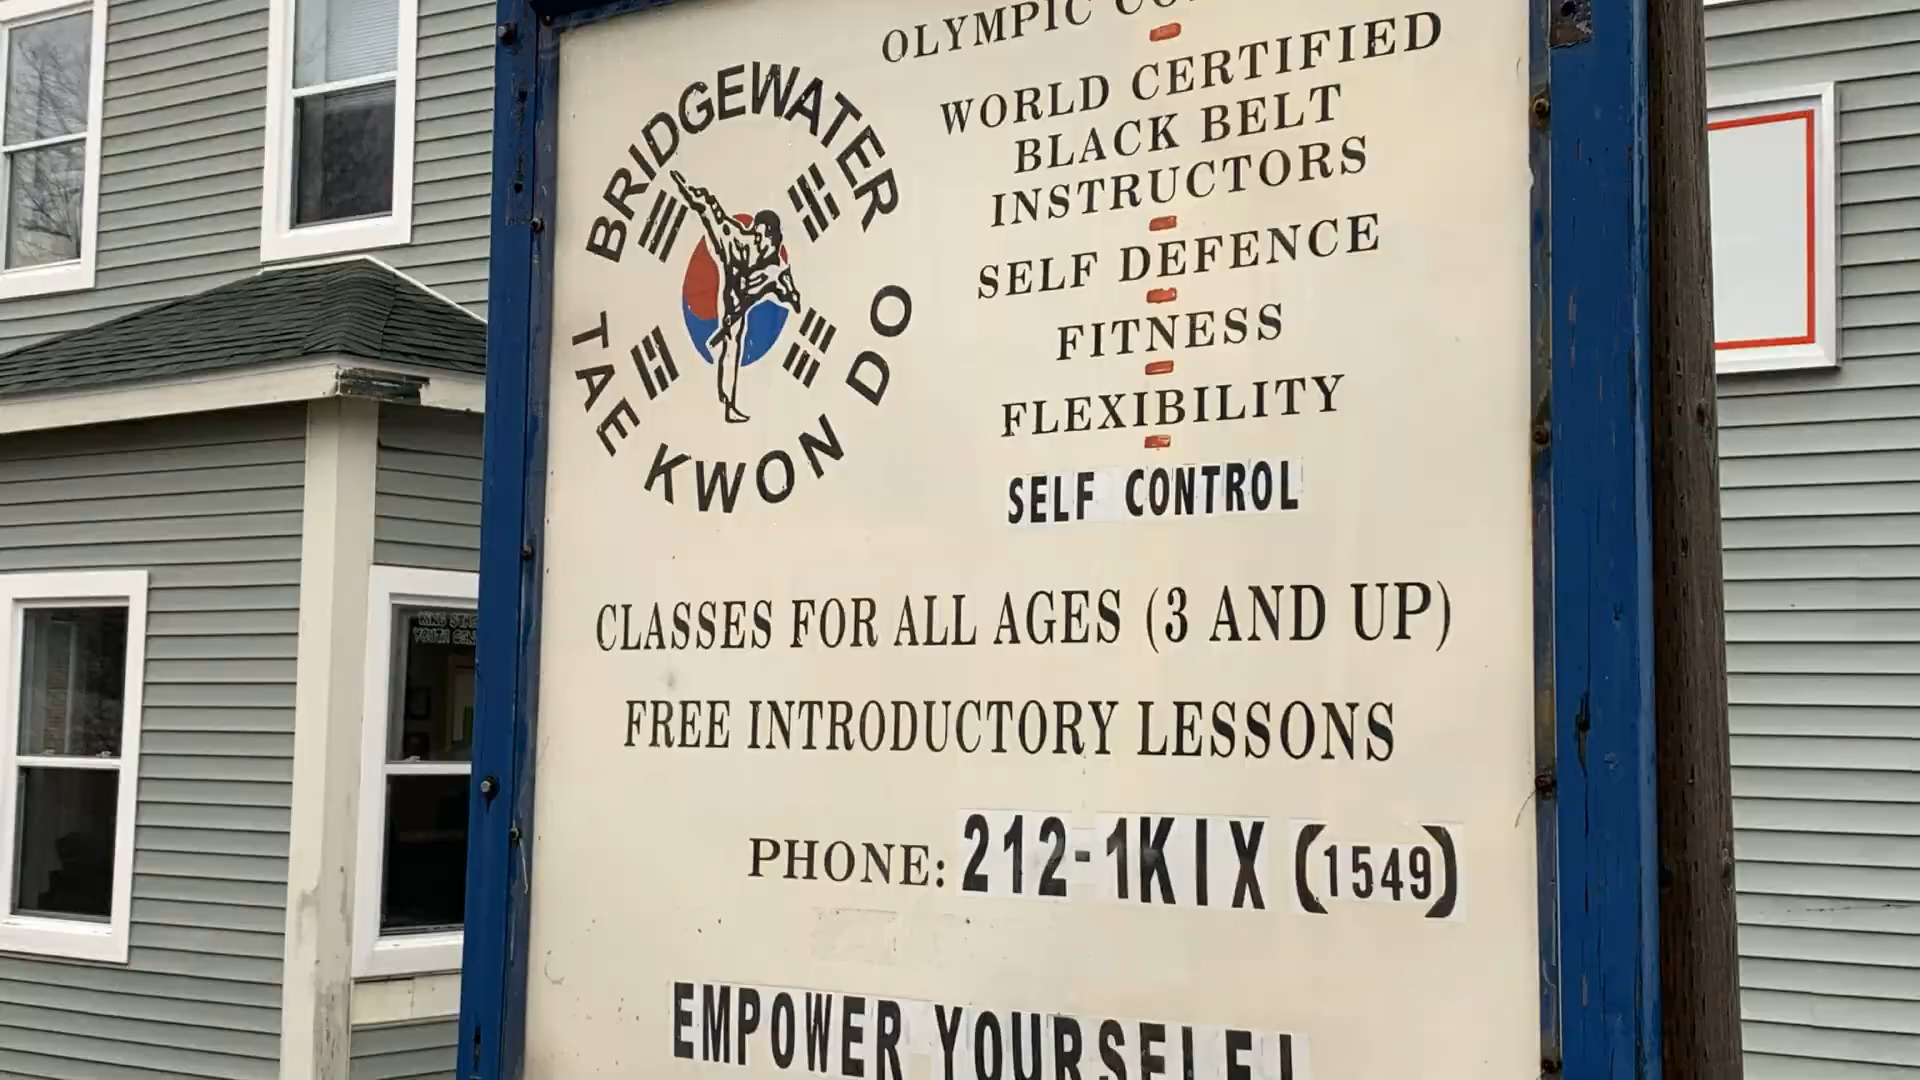 OLYMPIC
WORLD CERTIFIED
BLACK BELT
INSTRUCTORS
SELF DEFENCE
FITNESS
FLEXIBILITY
SELF CONTROL
BRIDGEWATER
TAE KWON DO
CLASSES FOR ALL AGES (3 AND UP)
FREE INTRODUCTORY LESSONS
PHONE: 212-1KIX (1549)
EMPOWER YOURSELF!